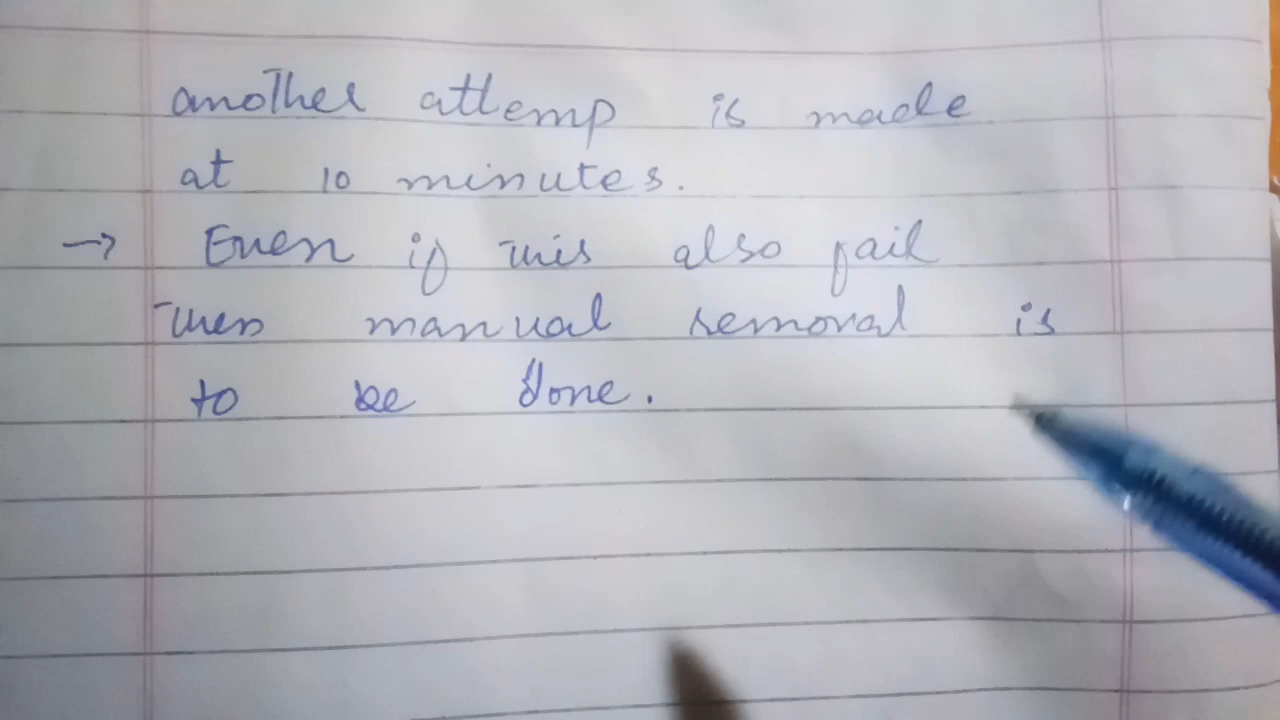 another attemp is made
at 10 minutes.
→ Even if this also fail
then manual removal is
to be done.